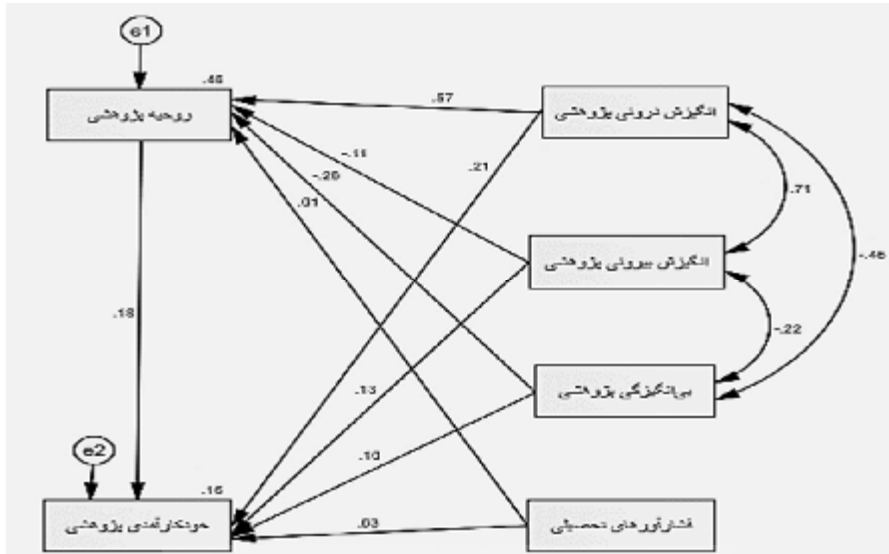 e1
.46
روحیه پژوهشی
.57
انگیزش درونی پژوهشی
-.11
-.26
.21
.01
.71
-.46
انگیزش بیرونی پژوهشی
.18
-.22
.13
بی‌انگیزگی پژوهشی
.10
e2
.16
خودکارآمدی پژوهشی
.03
فشارآورهای تحصیلی